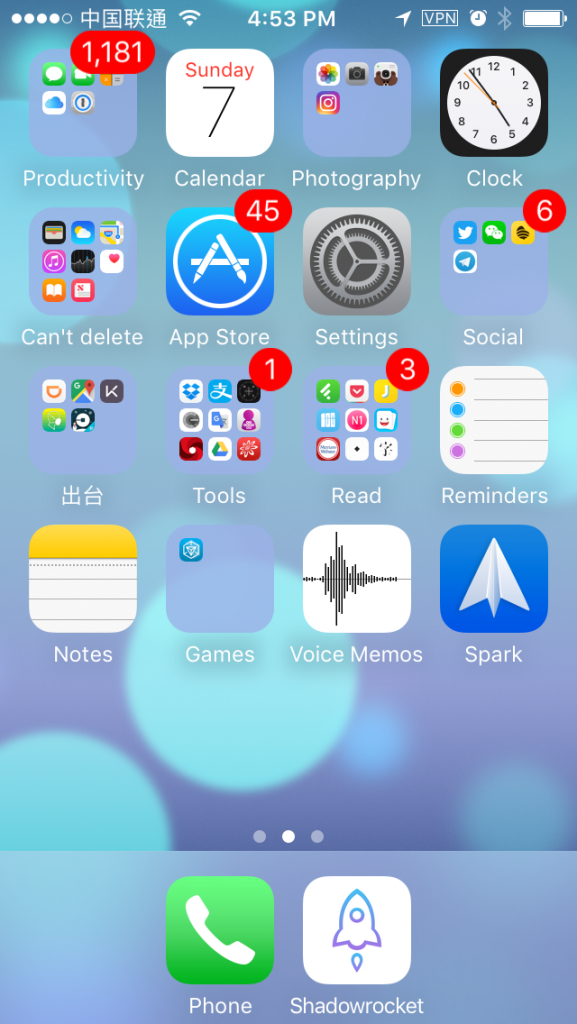 中国联通 4:53 PM VPN
1,181
Sunday
7
12 1 2 3 4 5 6 7 8 9 10 11
Productivity Calendar Photography Clock
45 6
Can't delete App Store Settings Social
1 3
N1
出台 Tools Read Reminders
Notes Games Voice Memos Spark
Phone Shadowrocket